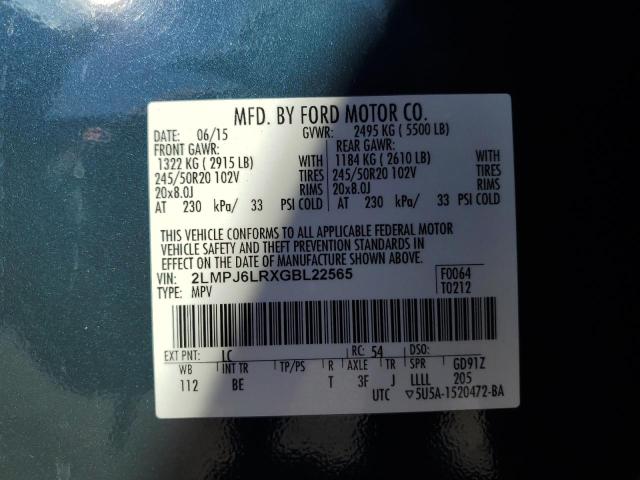 MFD. BY FORD MOTOR CO.
DATE: 06/15 GVWR: 2495 KG ( 5500 LB)
FRONT GAWR: REAR GAWR:
1322 KG ( 2915 LB) WITH 1184 KG ( 2610 LB) WITH
245/50R20 102V TIRES 245/50R20 102V TIRES
20x8.0J RIMS 20x8.0J RIMS
AT 230 kPa/ 33 PSI COLD AT 230 kPa/ 33 PSI COLD
THIS VEHICLE CONFORMS TO ALL APPLICABLE FEDERAL MOTOR
VEHICLE SAFETY AND THEFT PREVENTION STANDARDS IN
EFFECT ON THE DATE OF MANUFACTURE SHOWN ABOVE.
VIN: 2LMPJ6LRXGBL22565 F0064
TYPE: MPV T0212
EXT PNT: LC RC: 54 DSO:
WB INT TR TP/PS R AXLE TR SPR GD91Z
112 BE T 3F J LLLL 205
UTC ▽5U5A-1520472-BA